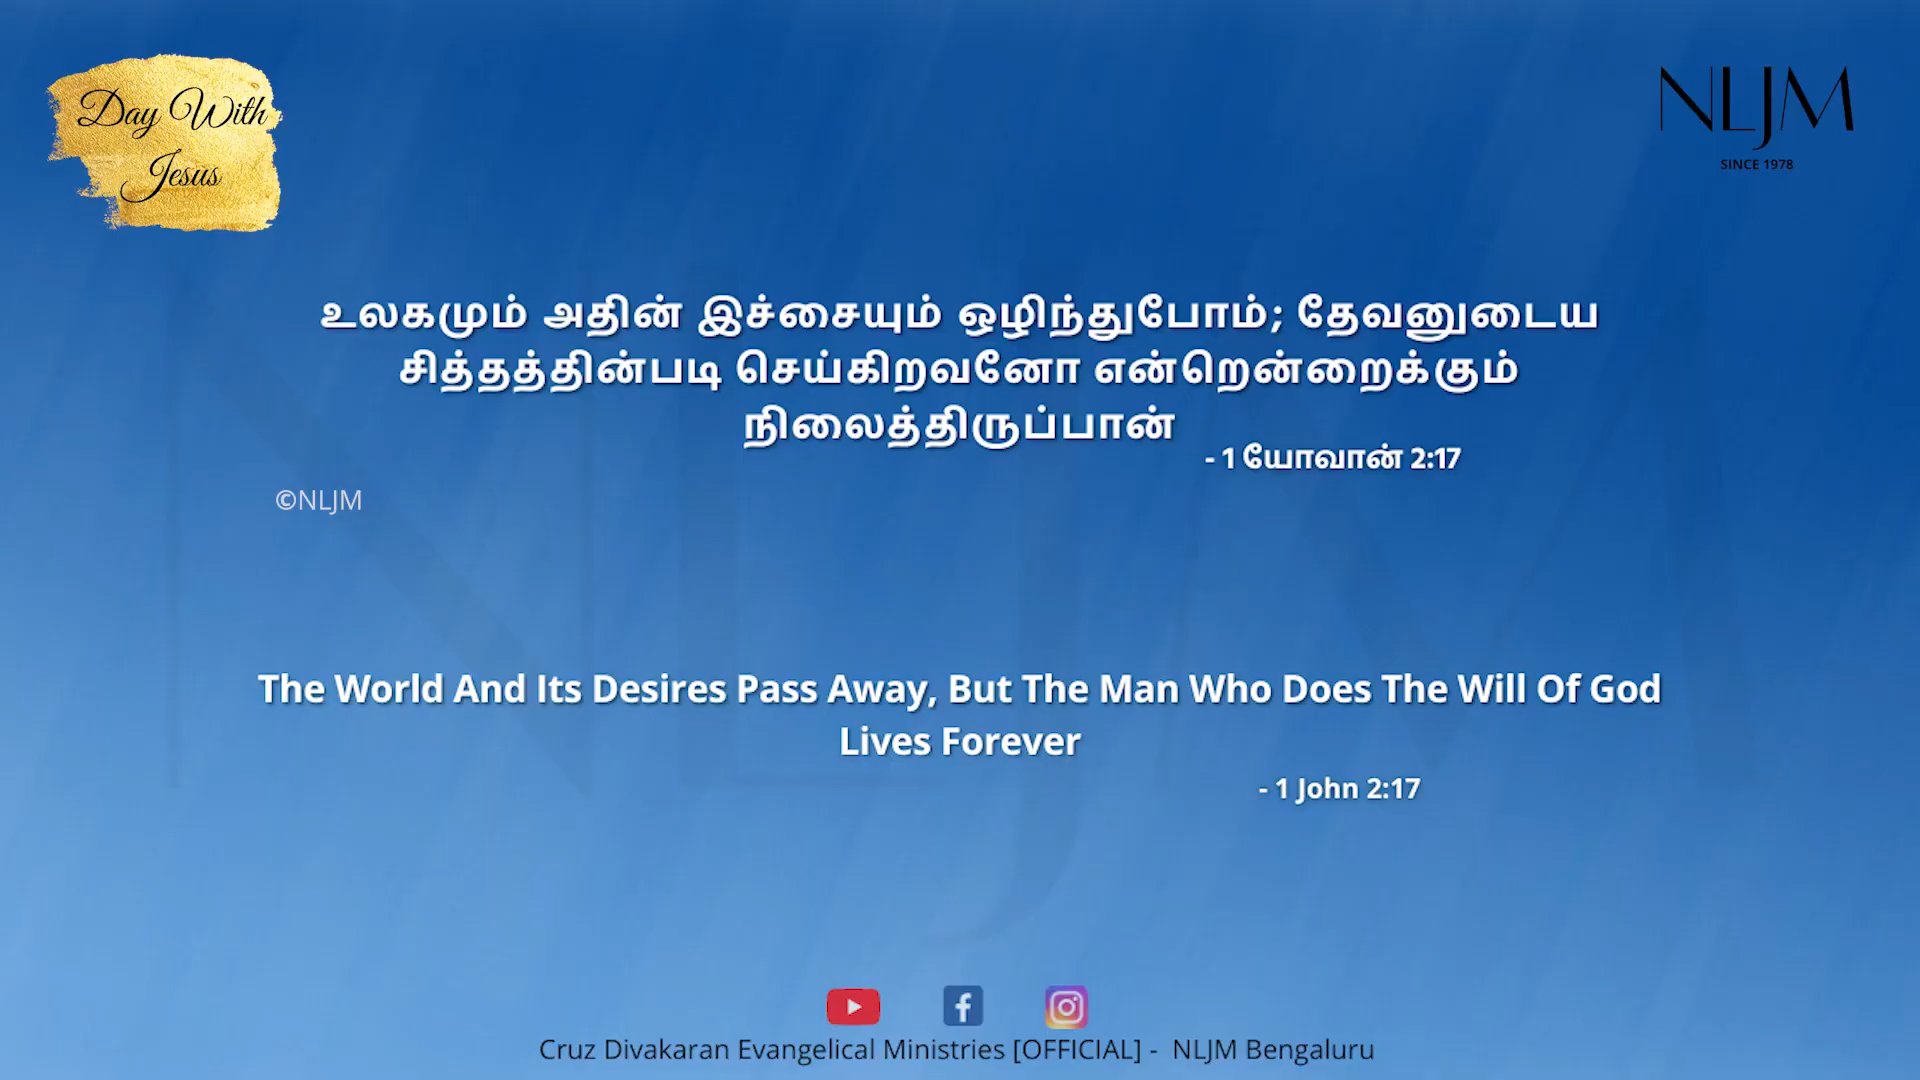 Day With
Jesus
NLJM
SINCE 1978
உலகமும் அதின் இச்சையும் ஒழிந்துபோம்; தேவனுடைய
சித்தத்தின்படி செய்கிறவனோ என்றென்றைக்கும்
நிலைத்திருப்பான்
- 1 யோவான் 2:17
©NLJM
The World And Its Desires Pass Away, But The Man Who Does The Will Of God
Lives Forever
- 1 John 2:17
Cruz Divakaran Evangelical Ministries [OFFICIAL] - NLJM Bengaluru